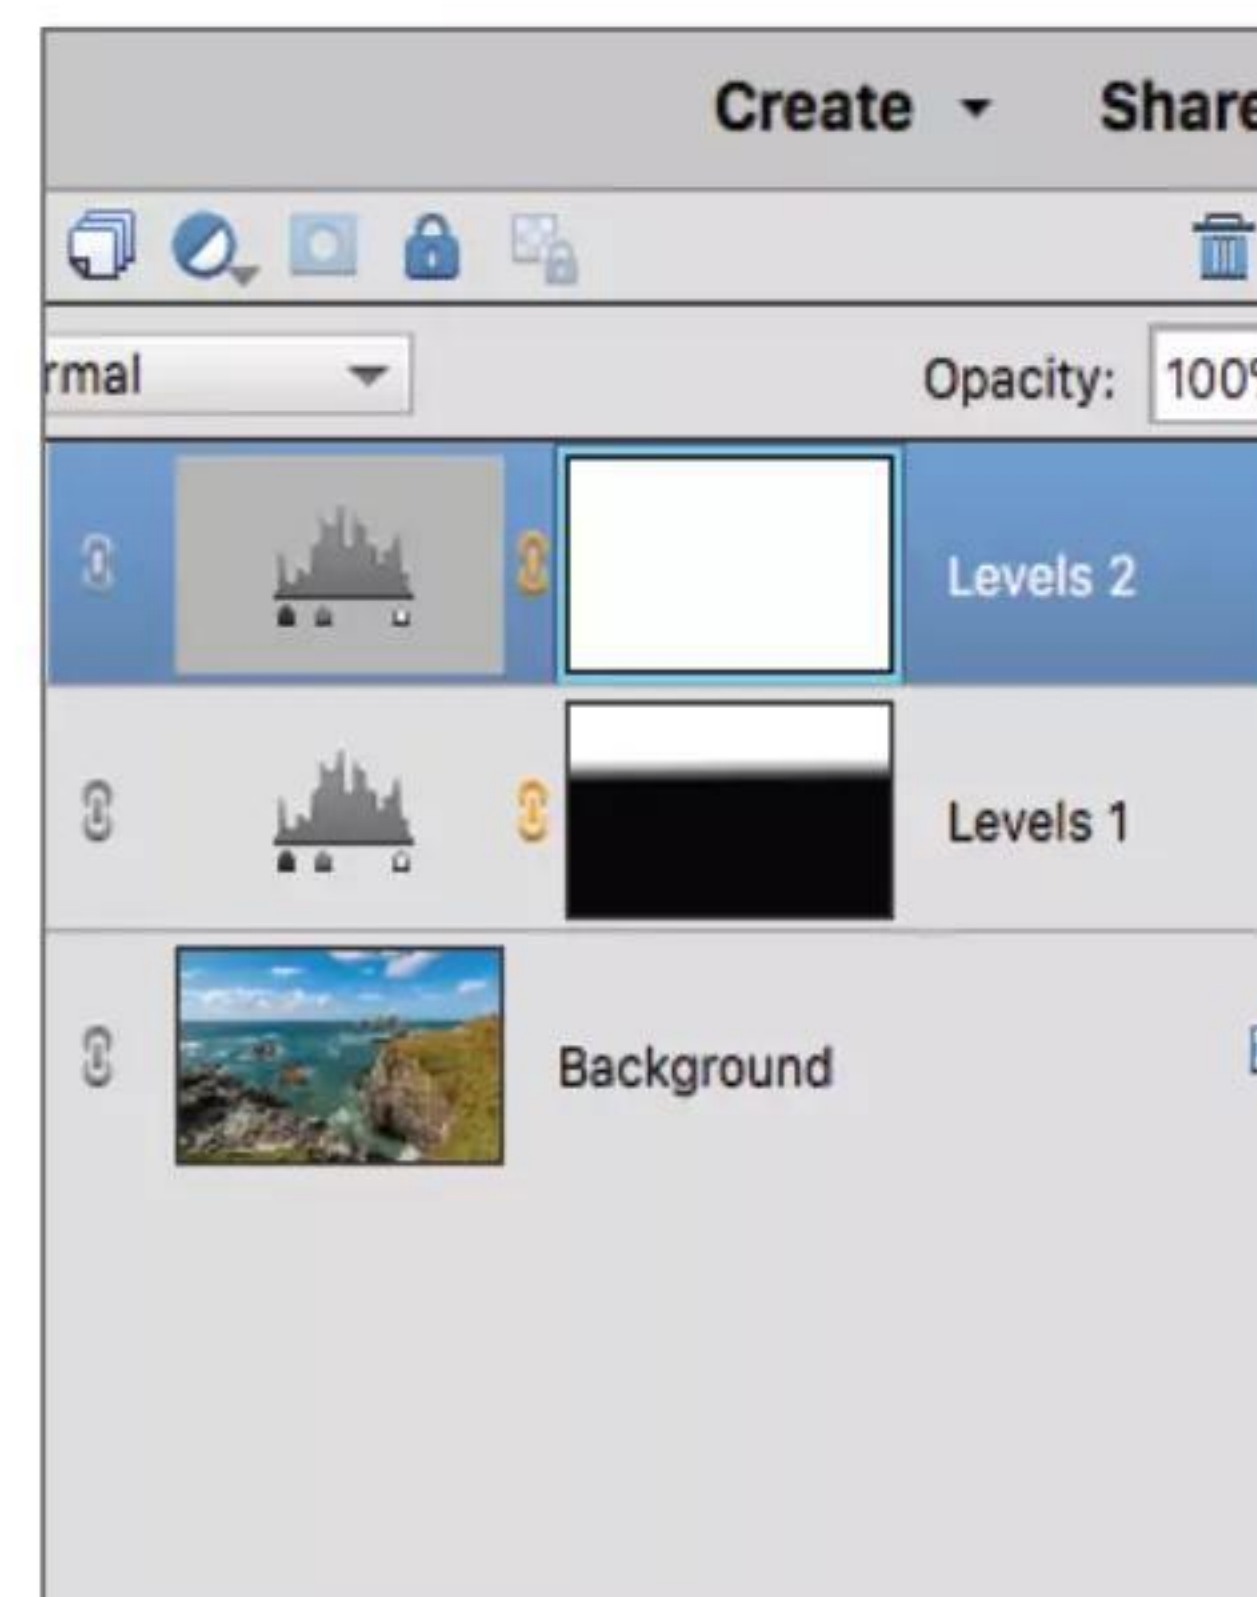 Create Share
rmal Opacity: 100%
Levels 2
Levels 1
Background